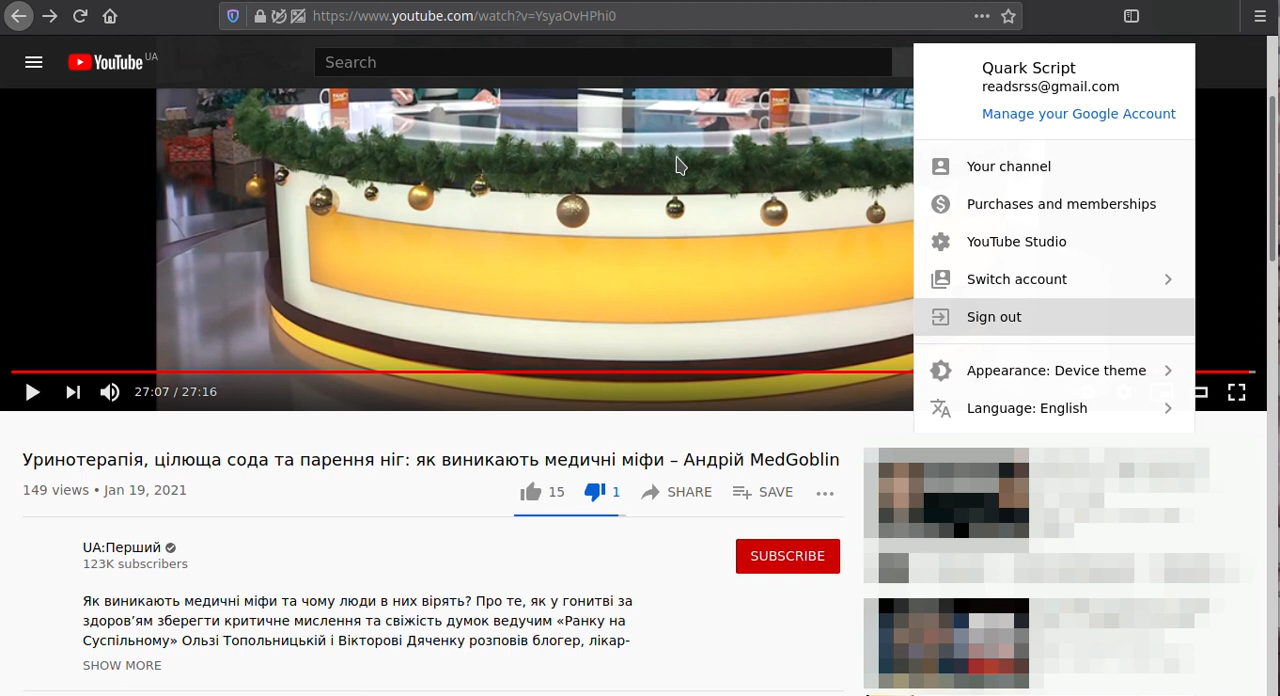 https://www.youtube.com/watch?v=YsyaOvHPhi0
YouTube UA
Search
Quark Script
readsrss@gmail.com
Manage your Google Account
Your channel
Purchases and memberships
YouTube Studio
Switch account
Sign out
Appearance: Device theme
Language: English
27:07 / 27:16
Уринотерапія, цілюща сода та парення ніг: як виникають медичні міфи – Андрій MedGoblin
149 views • Jan 19, 2021
15 1 SHARE SAVE
UA:Перший
123K subscribers
SUBSCRIBE
Як виникають медичні міфи та чому люди в них вірять? Про те, як у гонитві за
здоров’ям зберегти критичне мислення та свіжість думок ведучим «Ранку на
Суспільному» Ользі Топольницькій і Вікторові Дяченку розповів блогер, лікар-
SHOW MORE